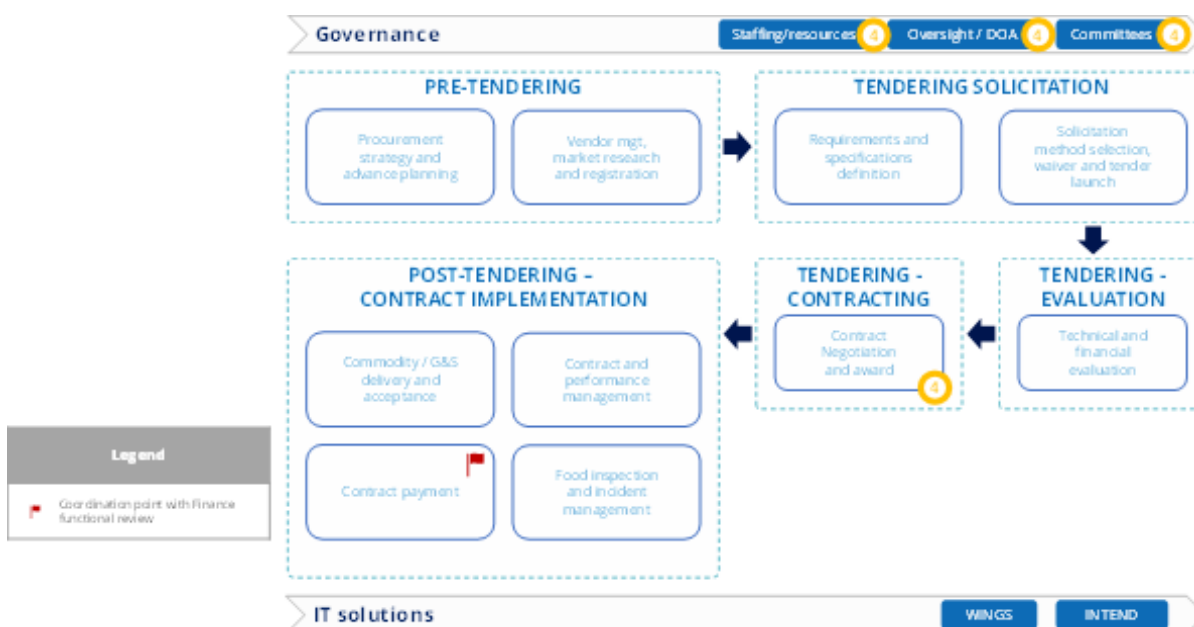 Governance
Staffing/resources 4
Oversight / DOA 4
Committees 4
PRE-TENDERING
Procurement
strategy and
advance planning
Vendor mgt,
market research
and registration
TENDERING SOLICITATION
Requirements and
specifications
definition
Solicitation
method selection,
waiver and tender
launch
POST-TENDERING –
CONTRACT IMPLEMENTATION
Commodity / G&S
delivery and
acceptance
Contract and
performance
management
Contract payment
Food inspection
and incident
management
TENDERING -
CONTRACTING
Contract
Negotiation
and award
4
TENDERING -
EVALUATION
Technical and
financial
evaluation
Legend
Coordination point with Finance
functional review
IT solutions
WINGS
INTEND